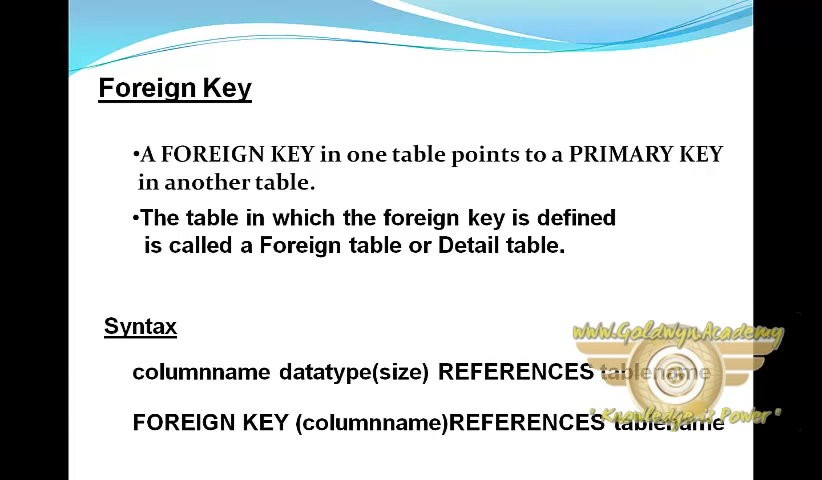 Foreign Key
•A FOREIGN KEY in one table points to a PRIMARY KEY
in another table.
•The table in which the foreign key is defined
is called a Foreign table or Detail table.
Syntax
www.GoldwynAcademy
columnname datatype(size) REFERENCES tablename
"Knowledge is Power"
FOREIGN KEY (columnname)REFERENCES tablename